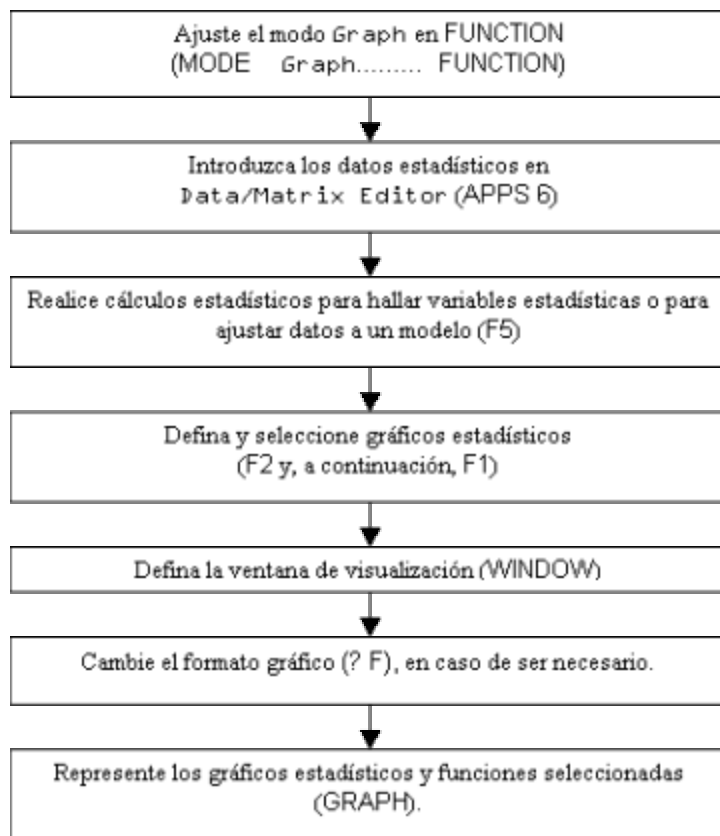 Ajuste el modo Graph en FUNCTION
(MODE Graph......... FUNCTION)
Introduzca los datos estadísticos en
Data/Matrix Editor (APPS 6)
Realice cálculos estadísticos para hallar variables estadísticas o para
ajustar datos a un modelo (F5)
Defina y seleccione gráficos estadísticos
(F2 y, a continuación, F1)
Defina la ventana de visualización (WINDOW)
Cambie el formato gráfico (? F), en caso de ser necesario.
Represente los gráficos estadísticos y funciones seleccionadas
(GRAPH).